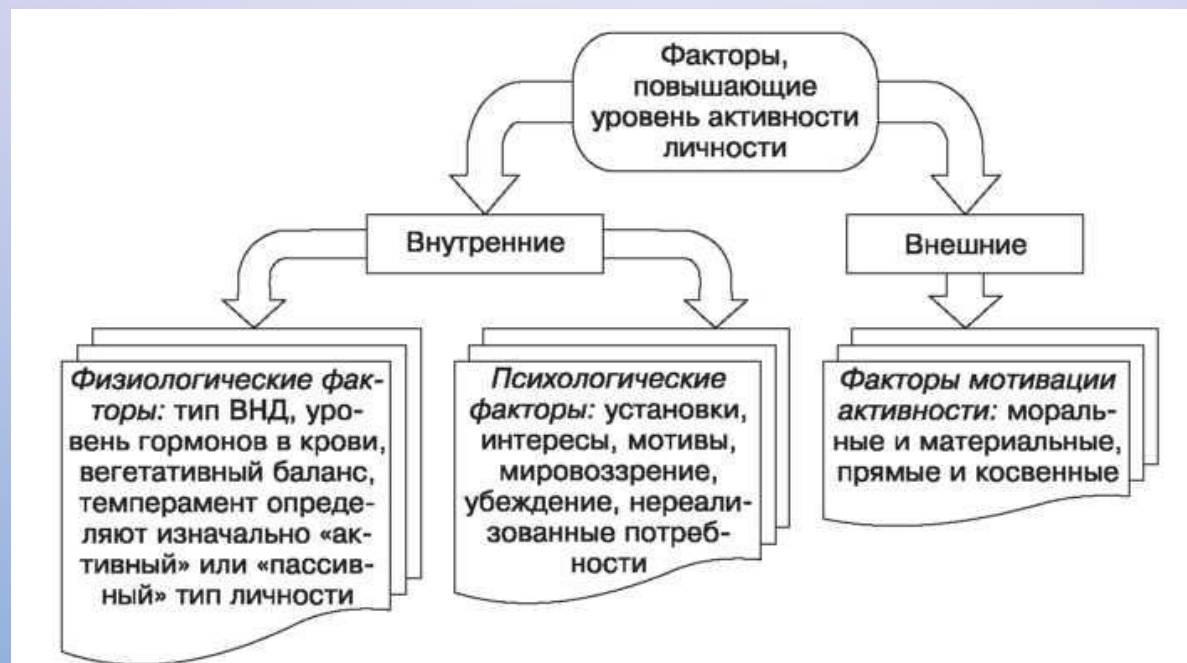 Факторы,
повышающие
уровень активности
личности
Внутренние
Внешние
Физиологические фак-
торы: тип ВНД, уро-
вень гормонов в крови,
вегетативный баланс,
темперамент опреде-
ляют изначально «ак-
тивный» или «пассив-
ный» тип личности
Психологические
факторы: установки,
интересы, мотивы,
мировоззрение,
убеждение, нереали-
зованные потреб-
ности
Факторы мотивации
активности: мораль-
ные и материальные,
прямые и косвенные